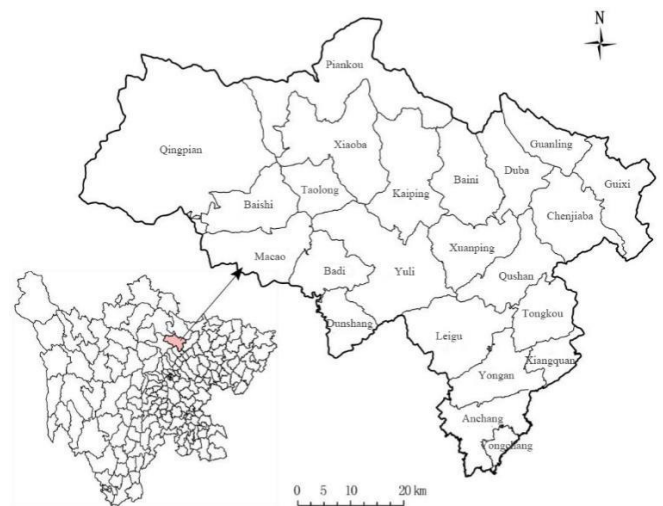 N
Piankou
Qingpian
Xiaoba
Guanling
Duba
Baini
Guixi
Taolong
Kaiping
Baishi
Chenjiaba
Xuanping
Macao
Badi
Yuli
Qushan
Dunshang
Tongkou
Leigu
Xiangquan
Yongan
Anchang
Yongchang
0 5 10 20 km